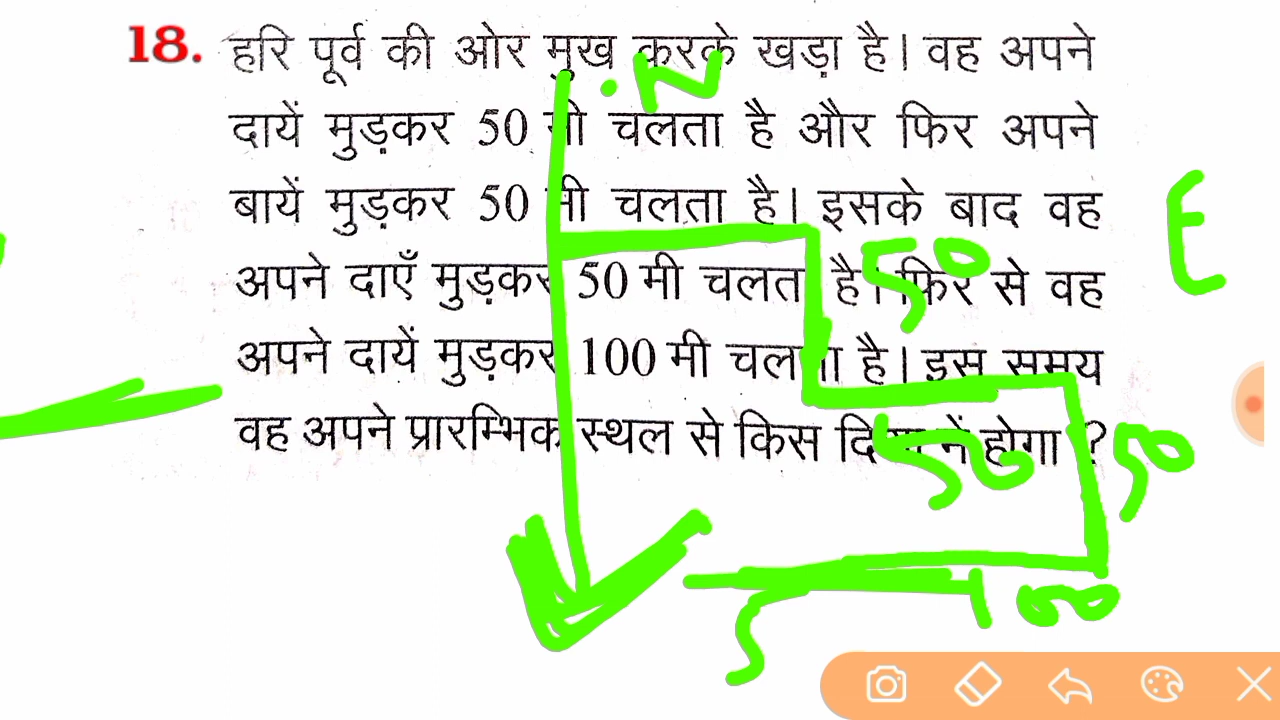 18. हरि पूर्व की ओर मुख करके खड़ा है। वह अपने
N
दायें मुड़कर 50 मी चलता है और फिर अपने
बायें मुड़कर 50 मी चलता है। इसके बाद वह
E
अपने दाएँ मुड़कर 50 मी चलता है। फिर से वह
50
अपने दायें मुड़कर 100 मी चलता है। इस समय
वह अपने प्रारम्भिक स्थल से किस दिशा में होगा ?
50
50
100
S